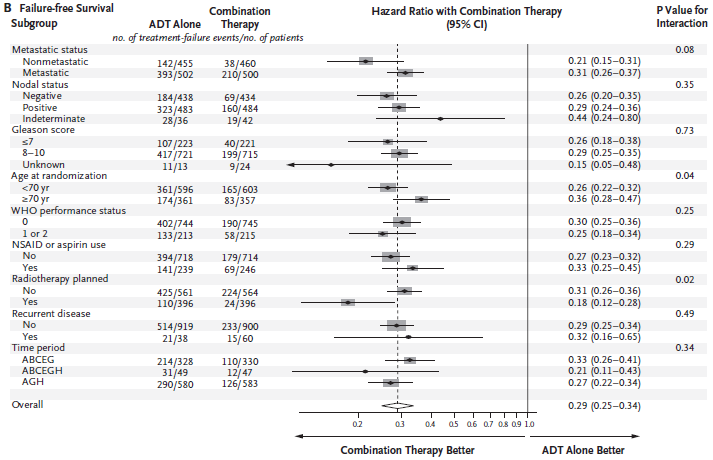 B Failure-free Survival
Subgroup ADT Alone Combination Therapy Hazard Ratio with Combination Therapy (95% CI) P Value for Interaction
no. of treatment-failure events/no. of patients
Metastatic status 0.08
Nonmetastatic 142/455 38/460 0.21 (0.15–0.31)
Metastatic 393/502 210/500 0.31 (0.26–0.37)
Nodal status 0.35
Negative 184/438 69/434 0.26 (0.20–0.35)
Positive 323/483 160/484 0.29 (0.24–0.36)
Indeterminate 28/36 19/42 0.44 (0.24–0.80)
Gleason score 0.73
≤7 107/223 40/221 0.26 (0.18–0.38)
8–10 417/721 199/715 0.29 (0.25–0.35)
Unknown 11/13 9/24 0.15 (0.05–0.48)
Age at randomization 0.04
<70 yr 361/596 165/603 0.26 (0.22–0.32)
≥70 yr 174/361 83/357 0.36 (0.28–0.47)
WHO performance status 0.25
0 402/744 190/745 0.30 (0.25–0.36)
1 or 2 133/213 58/215 0.25 (0.18–0.34)
NSAID or aspirin use 0.29
No 394/718 179/714 0.27 (0.23–0.32)
Yes 141/239 69/246 0.33 (0.25–0.45)
Radiotherapy planned 0.02
No 425/561 224/564 0.31 (0.26–0.36)
Yes 110/396 24/396 0.18 (0.12–0.28)
Recurrent disease 0.49
No 514/919 233/900 0.29 (0.25–0.34)
Yes 21/38 15/60 0.32 (0.16–0.65)
Time period 0.34
ABCEG 214/328 110/330 0.33 (0.26–0.41)
ABCEGH 31/49 12/47 0.21 (0.11–0.43)
AGH 290/580 126/583 0.27 (0.22–0.34)
Overall 0.29 (0.25–0.34)
0.2 0.3 0.4 0.5 0.6 0.7 0.8 0.9 1.0
Combination Therapy Better ADT Alone Better